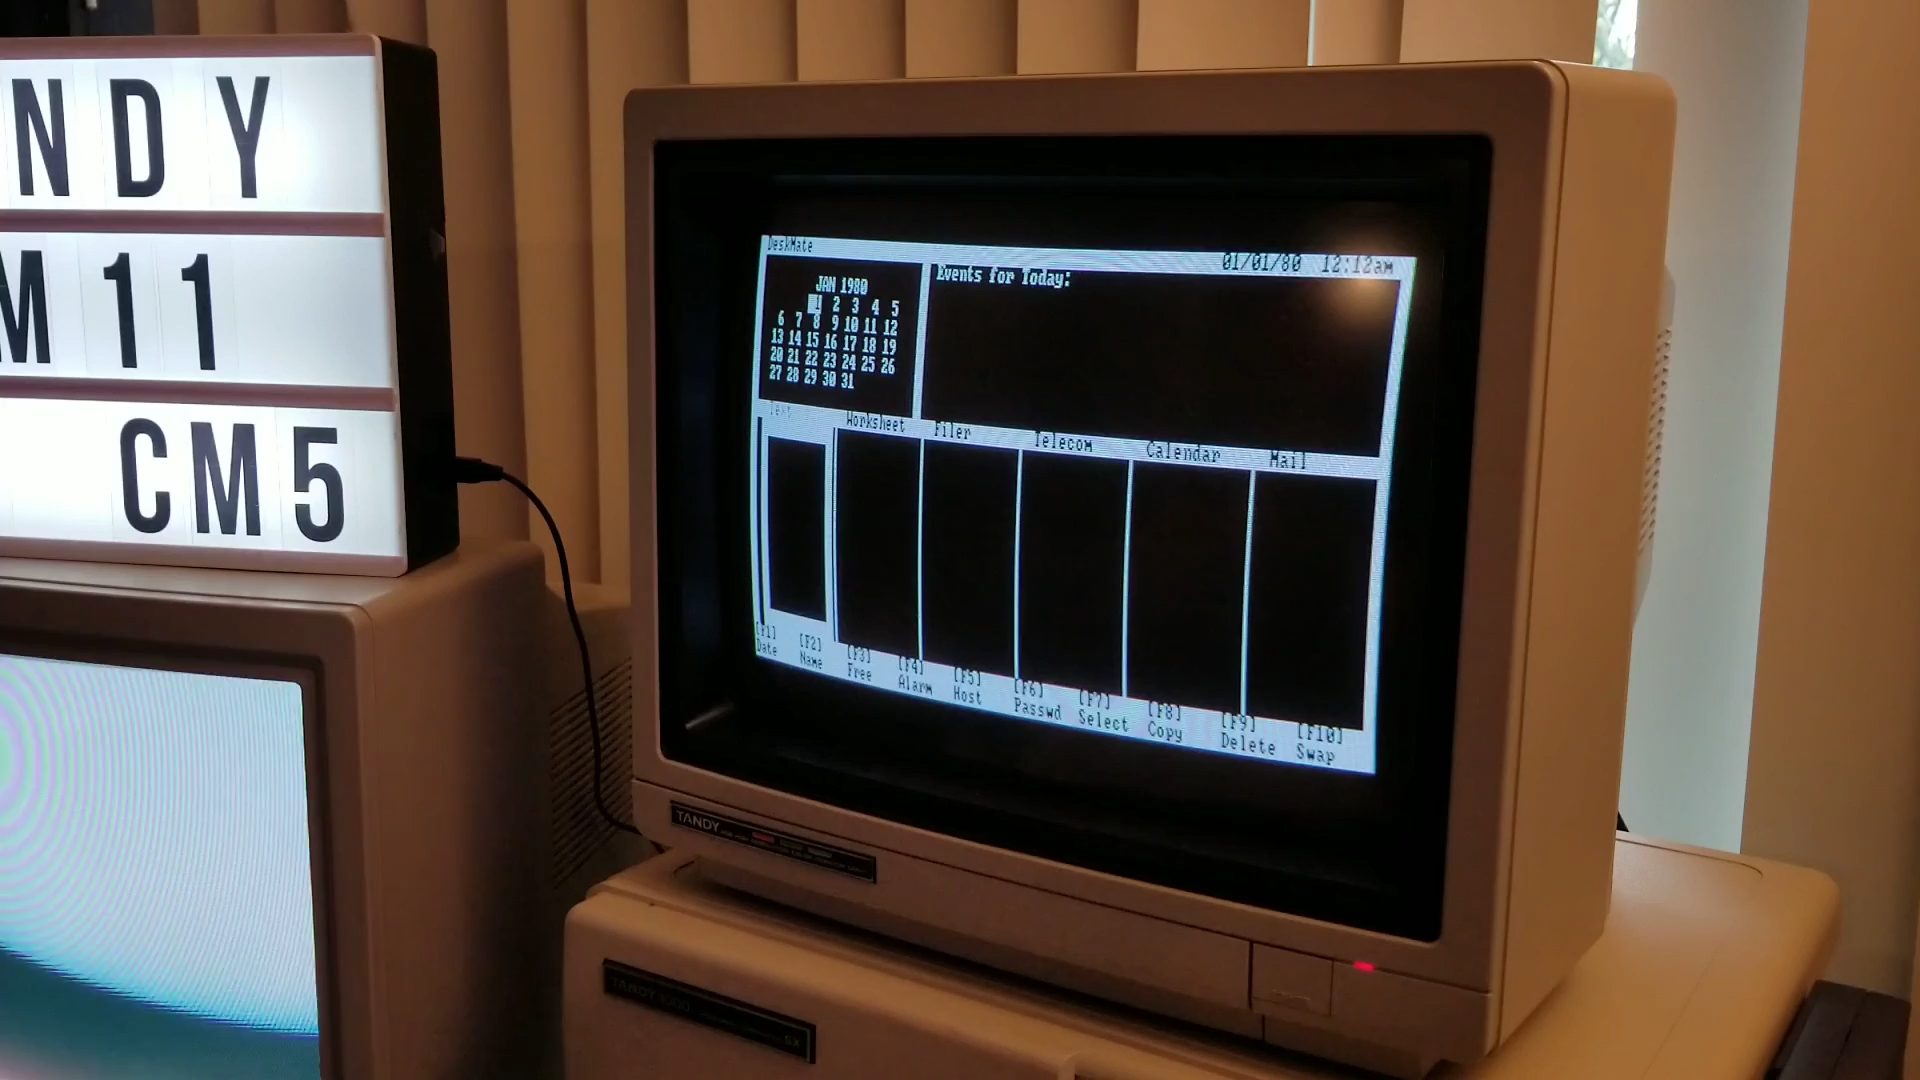 NDY
M11
CM5
DeskMate 01/01/80 12:12am
JAN 1980
1 2 3 4 5
6 7 8 9 10 11 12
13 14 15 16 17 18 19
20 21 22 23 24 25 26
27 28 29 30 31
Events for Today:
Text Worksheet Filer Telecom Calendar Mail
[F1] [F2] [F3] [F4] [F5] [F6] [F7] [F8] [F9] [F10]
Date Name Free Alarm Host Passwd Select Copy Delete Swap
TANDY
TANDY 1000 SX